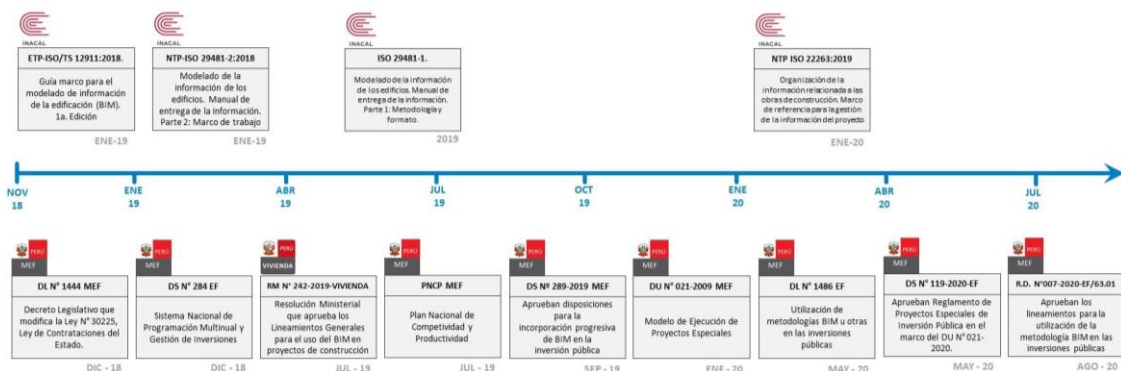 INACAL
ETP-ISO/TS 12911:2018.
Guía marco para el
modelado de información
de la edificación (BIM).
1a. Edición
ENE-19
INACAL
NTP-ISO 29481-2:2018
Modelado de la
información de los
edificios. Manual de
entrega de la información.
Parte 2: Marco de trabajo
ENE-19
INACAL
ISO 29481-1.
Modelado de la información
de los edificios. Manual de
entrega de la información.
Parte 1: Metodología y
formato.
2019
INACAL
NTP ISO 22263:2019
Organización de la
información relacionada a las
obras de construcción. Marco
de referencia para la gestión
de la información del proyecto
ENE-20
NOV
18
ENE
19
ABR
19
JUL
19
OCT
19
ENE
20
ABR
20
JUL
20
PERÚ
MEF
DL N° 1444 MEF
Decreto Legislativo que
modifica la Ley N° 30225,
Ley de Contrataciones del
Estado.
DIC - 18
PERÚ
MEF
DS N° 284 EF
Sistema Nacional de
Programación Multinual y
Gestión de Inversiones
DIC - 18
PERÚ
VIVIENDA
RM N° 242-2019-VIVIENDA
Resolución Ministerial
que aprueba los
Lineamientos Generales
para el uso del BIM en
proyectos de construcción
JUL - 19
PERÚ
MEF
PNCP MEF
Plan Nacional de
Competividad y
Productividad
JUL - 19
PERÚ
MEF
DS Nº 289-2019 MEF
Aprueban disposiciones
para la
incorporación progresiva
de BIM en la
inversión pública
SEP - 19
PERÚ
MEF
DU N° 021-2009 MEF
Modelo de Ejecución de
Proyectos Especiales
ENE - 20
PERÚ
MEF
DL N° 1486 EF
Utilización de
metodologías BIM u otras
en las inversiones
públicas
MAY - 20
PERÚ
MEF
DS N° 119-2020-EF
Aprueban Reglamento de
Proyectos Especiales de
Inversión Pública en el
marco del DU N° 021-
2020.
MAY - 20
PERÚ
MEF
R.D. N°007-2020-EF/63.01
Aprueban los
lineamientos para la
utilización de la
metodología BIM en las
inversiones públicas
AGO - 20